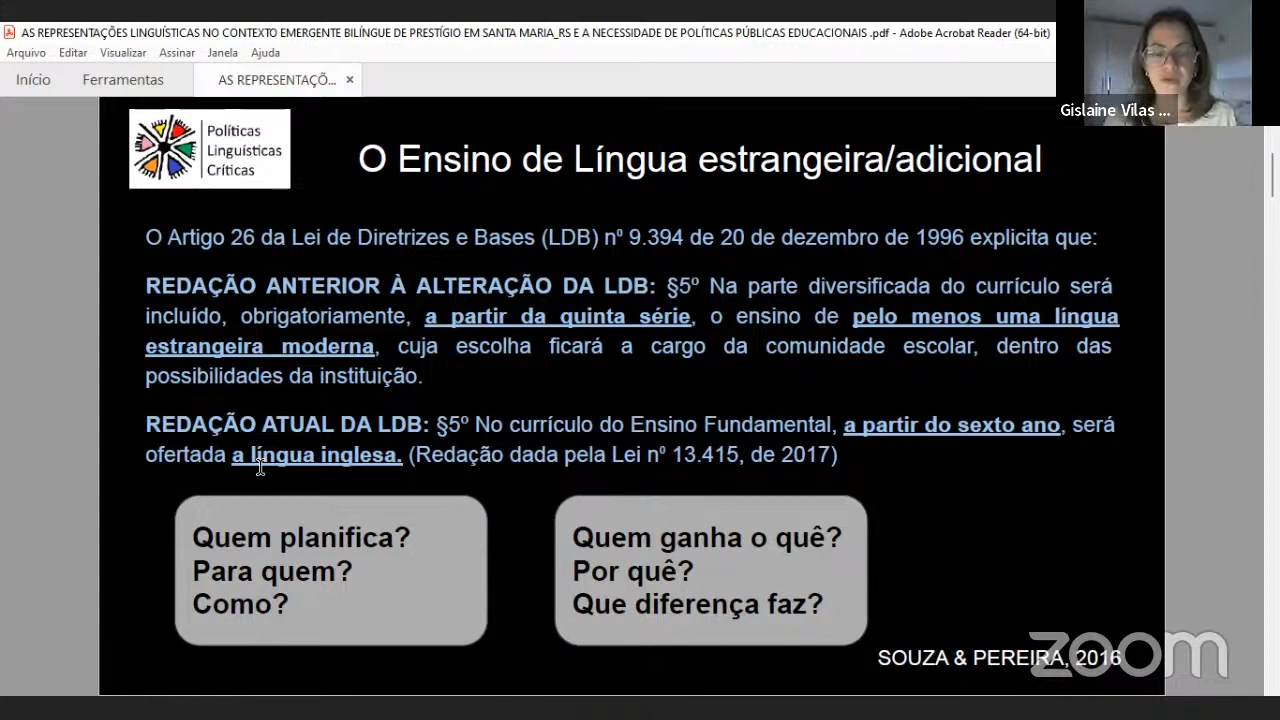 AS REPRESENTAÇÕES LINGUÍSTICAS NO CONTEXTO EMERGENTE BILÍNGUE DE PRESTÍGIO EM SANTA MARIA_RS E A NECESSIDADE DE POLÍTICAS PÚBLICAS EDUCACIONAIS .pdf - Adobe Acrobat Reader (64-bit)
Arquivo Editar Visualizar Assinar Janela Ajuda
Início Ferramentas AS REPRESENTAÇÕ... ×
Gislaine Vilas ...
Políticas
Linguísticas
Críticas
O Ensino de Língua estrangeira/adicional
O Artigo 26 da Lei de Diretrizes e Bases (LDB) nº 9.394 de 20 de dezembro de 1996 explicita que:
REDAÇÃO ANTERIOR À ALTERAÇÃO DA LDB: §5º Na parte diversificada do currículo será
incluído, obrigatoriamente, a partir da quinta série, o ensino de pelo menos uma língua
estrangeira moderna, cuja escolha ficará a cargo da comunidade escolar, dentro das
possibilidades da instituição.
REDAÇÃO ATUAL DA LDB: §5º No currículo do Ensino Fundamental, a partir do sexto ano, será
ofertada a língua inglesa. (Redação dada pela Lei nº 13.415, de 2017)
Quem planifica?
Para quem?
Como?
Quem ganha o quê?
Por quê?
Que diferença faz?
SOUZA & PEREIRA, 2016
zoom